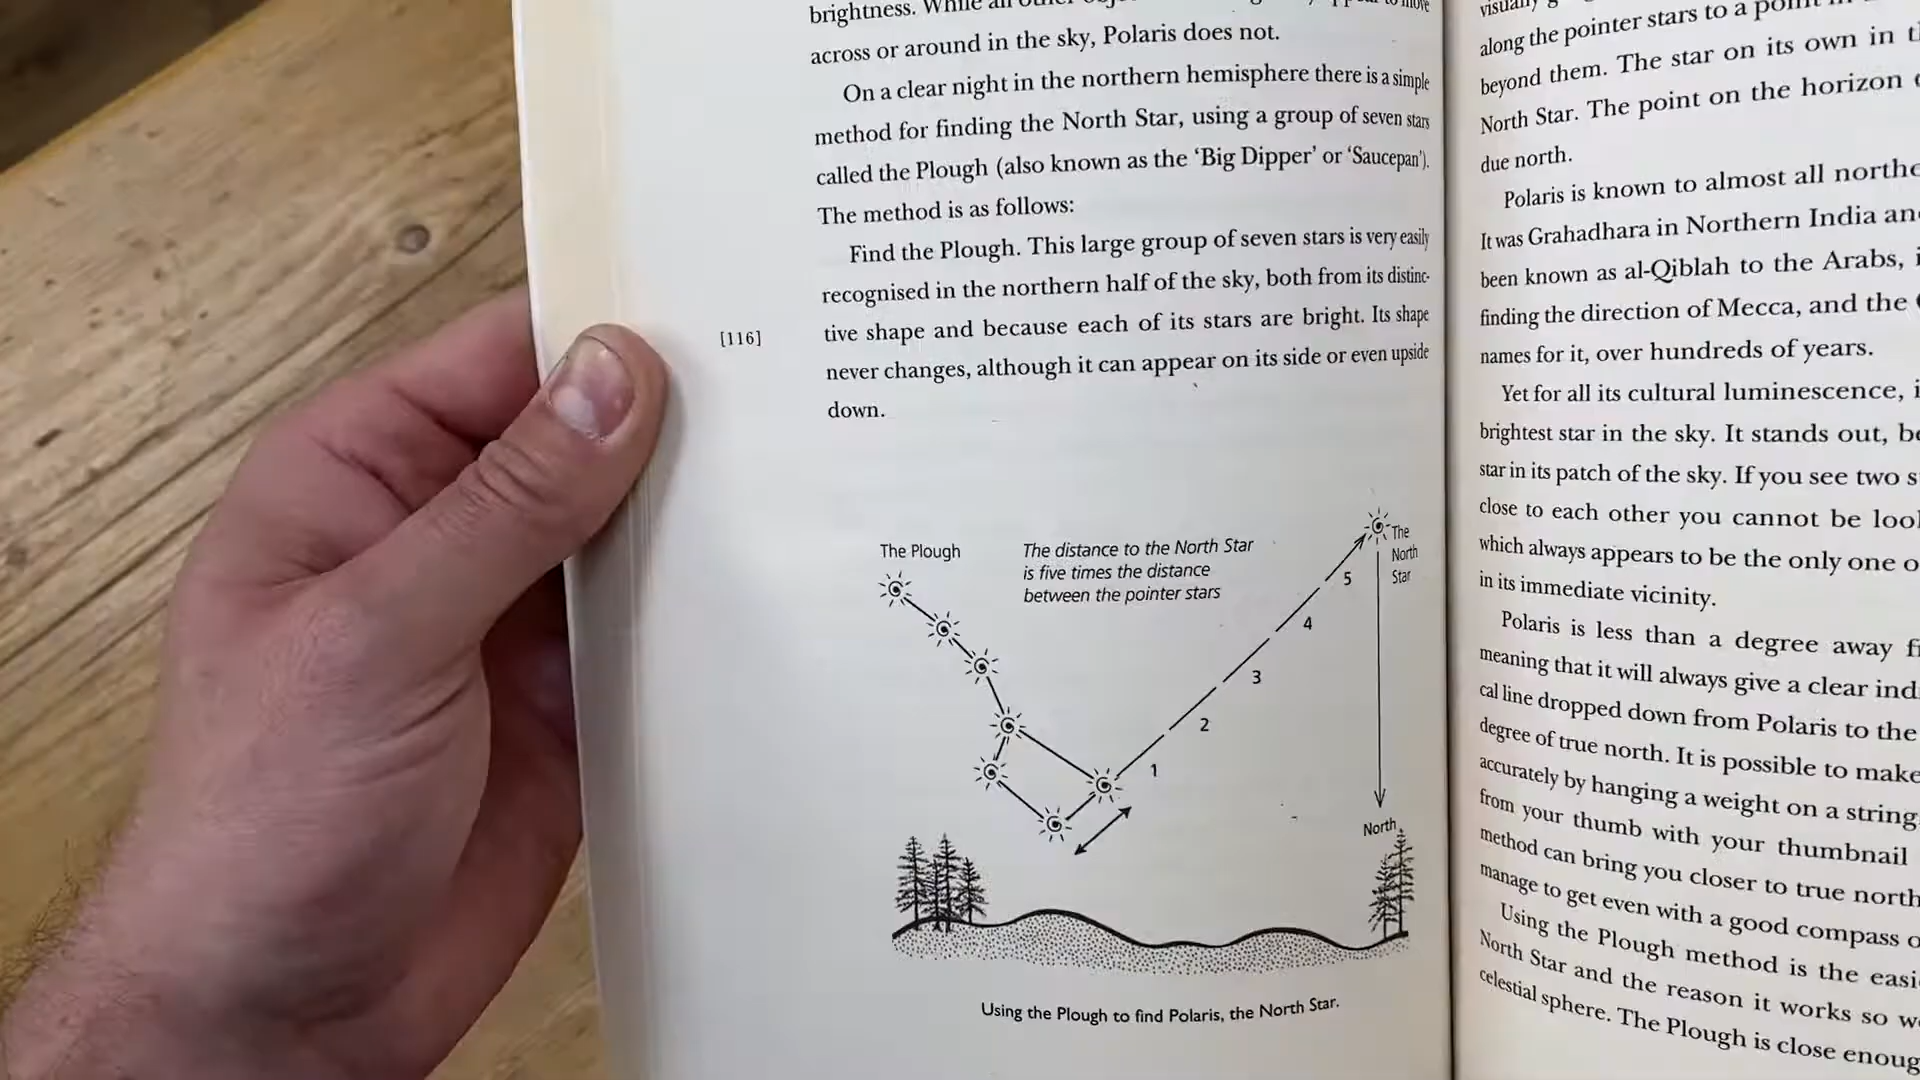 brightness. While all other
across or around in the sky, Polaris does not.
On a clear night in the northern hemisphere there is a simple
method for finding the North Star, using a group of seven stars
called the Plough (also known as the ‘Big Dipper’ or ‘Saucepan’).
The method is as follows:
Find the Plough. This large group of seven stars is very easily
recognised in the northern half of the sky, both from its distinc-
tive shape and because each of its stars are bright. Its shape
never changes, although it can appear on its side or even upside
down.
[116]
The Plough
The distance to the North Star
is five times the distance
between the pointer stars
The
North
Star
5
4
3
2
1
North
Using the Plough to find Polaris, the North Star.
visually
along the pointer stars to a point in
beyond them. The star on its own in
North Star. The point on the horizon
due north.
Polaris is known to almost all
It was Grahadhara in Northern India
been known as al-Qiblah to the Arabs,
finding the direction of Mecca, and the
names for it, over hundreds of years.
Yet for all its cultural luminescence,
brightest star in the sky. It stands out,
star in its patch of the sky. If you see two
close to each other you cannot be
which always appears to be the only one
in its immediate vicinity.
Polaris is less than a degree away
meaning that it will always give a clear
cal line dropped down from Polaris to the
degree of true north. It is possible to make
accurately by hanging a weight on a string
from your thumb with your thumbnail
method can bring you closer to true north
manage to get even with a good compass
Using the Plough method is the
North Star and the reason it works so
celestial sphere. The Plough is close